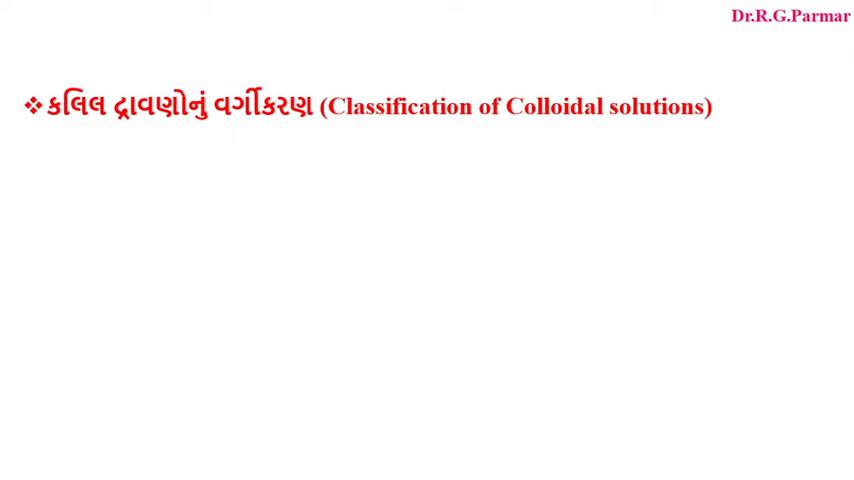 Dr.R.G.Parmar
❖કલિલ દ્રાવણોનું વર્ગીકરણ (Classification of Colloidal solutions)